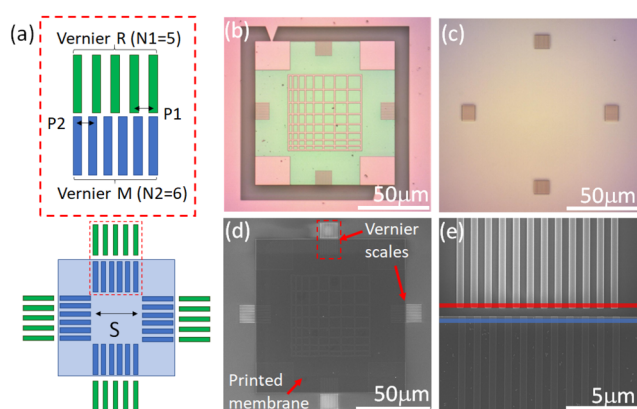 (a)
Vernier R (N1=5)
P2
P1
Vernier M (N2=6)
S
(b)
50μm
(c)
50μm
(d)
Vernier
scales
Printed
membrane
50μm
(e)
5μm